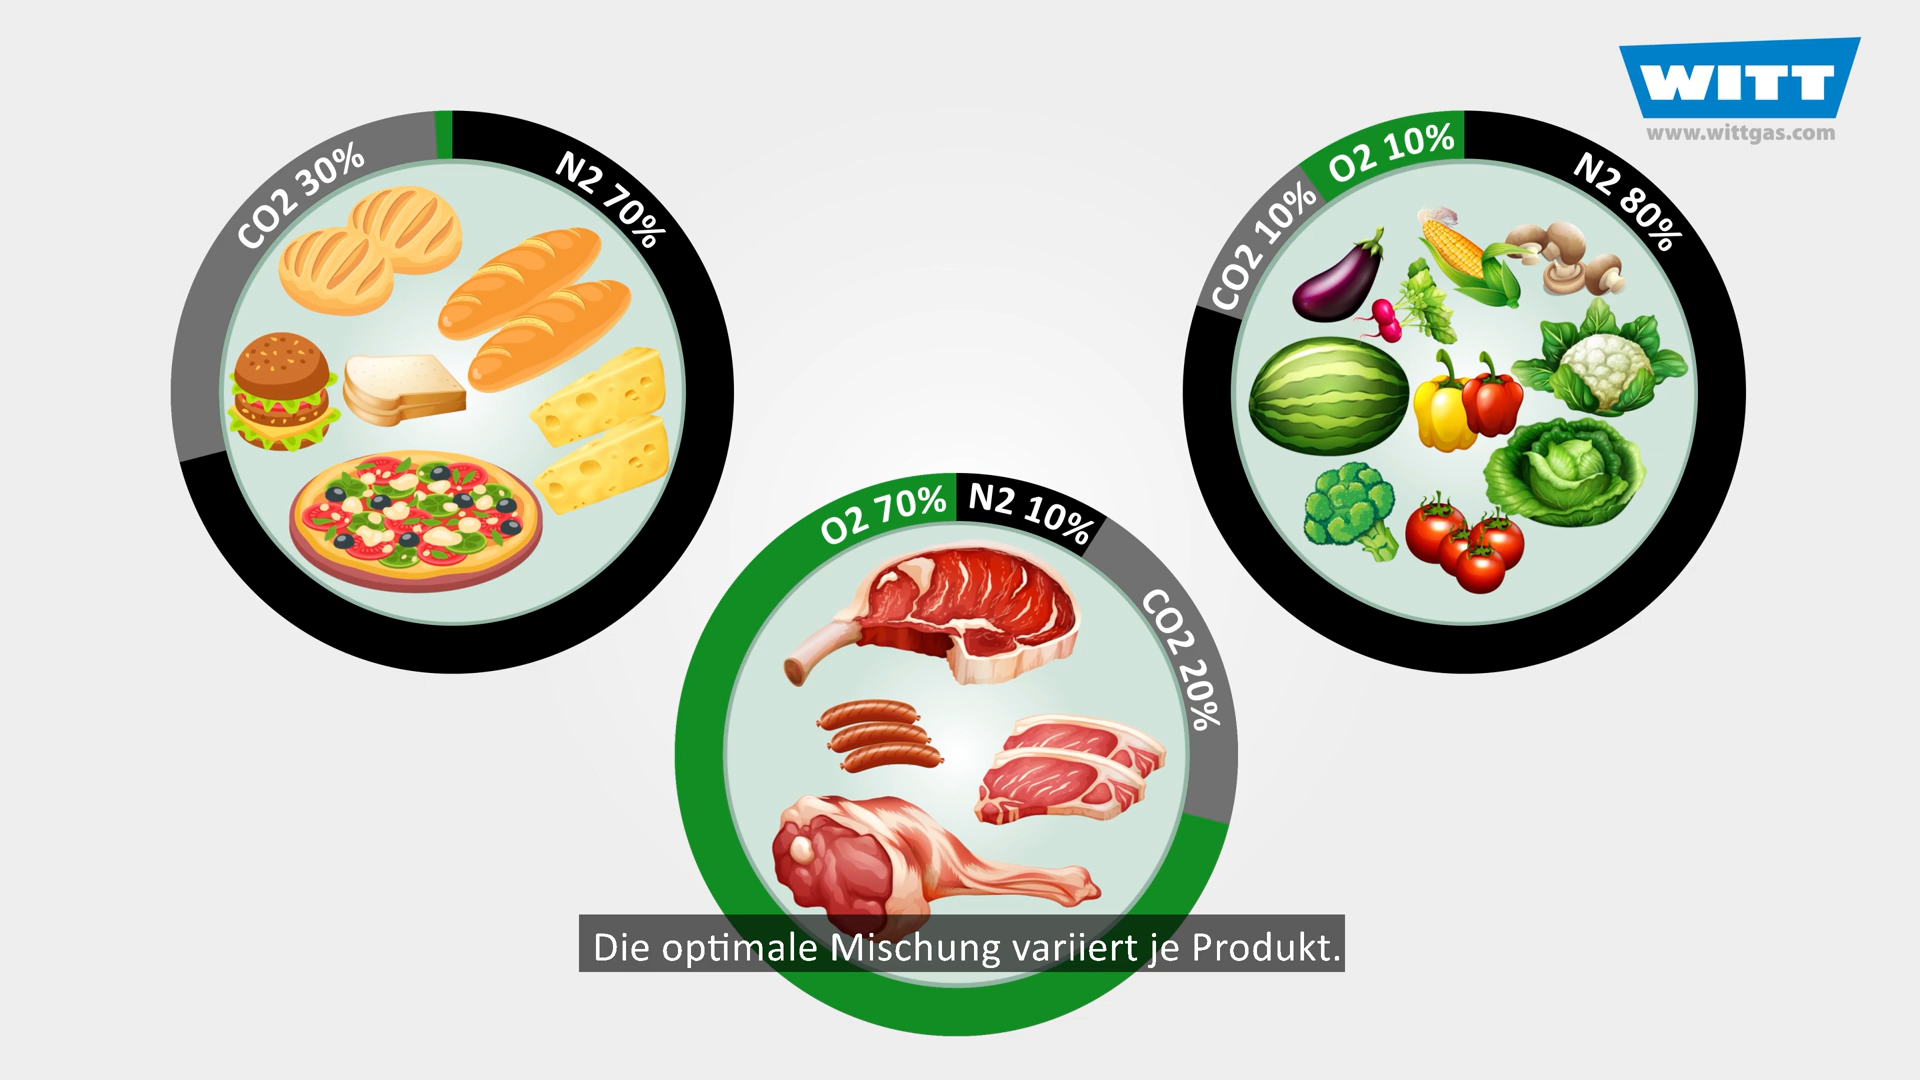 WITT
www.wittgas.com
CO2 30%
N2 70%
CO2 10%
O2 10%
N2 80%
O2 70%
N2 10%
CO2 20%
Die optimale Mischung variiert je Produkt.